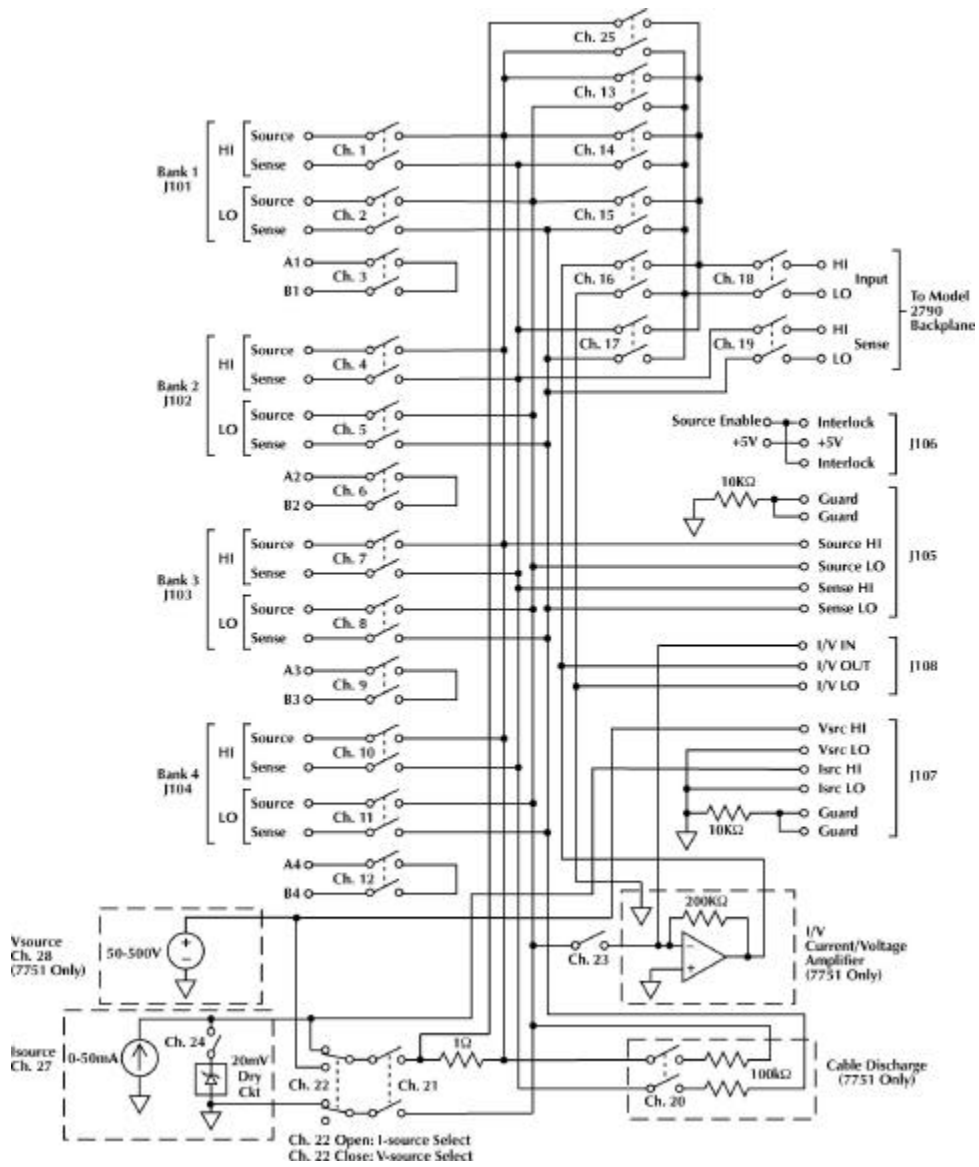 Ch. 25
Ch. 13
Ch. 14
Ch. 15
Ch. 16
Ch. 17
Ch. 18
Ch. 19
HI
Input
LO
HI
Sense
LO
To Model
2790
Backplane
Bank 1
J101
HI
Source
Sense
Ch. 1
LO
Source
Sense
Ch. 2
A1
B1
Ch. 3
Bank 2
J102
HI
Source
Sense
Ch. 4
LO
Source
Sense
Ch. 5
A2
B2
Ch. 6
Bank 3
J103
HI
Source
Sense
Ch. 7
LO
Source
Sense
Ch. 8
A3
B3
Ch. 9
Bank 4
J104
HI
Source
Sense
Ch. 10
LO
Source
Sense
Ch. 11
A4
B4
Ch. 12
Source Enable
Interlock
+5V
+5V
Interlock
J106
10KΩ
Guard
Guard
Source HI
Source LO
Sense HI
Sense LO
J105
I/V IN
I/V OUT
I/V LO
J108
Vsrc HI
Vsrc LO
Isrc HI
Isrc LO
10KΩ
Guard
Guard
J107
Vsource
Ch. 28
(7751 Only)
50-500V
+
−
Isource
Ch. 27
0-50mA
Ch. 24
20mV
Dry
Ckt
Ch. 22
Ch. 21
1Ω
Ch. 22 Open: I-source Select
Ch. 22 Close: V-source Select
Ch. 23
200KΩ
−
+
I/V
Current/Voltage
Amplifier
(7751 Only)
100kΩ
Ch. 20
Cable Discharge
(7751 Only)